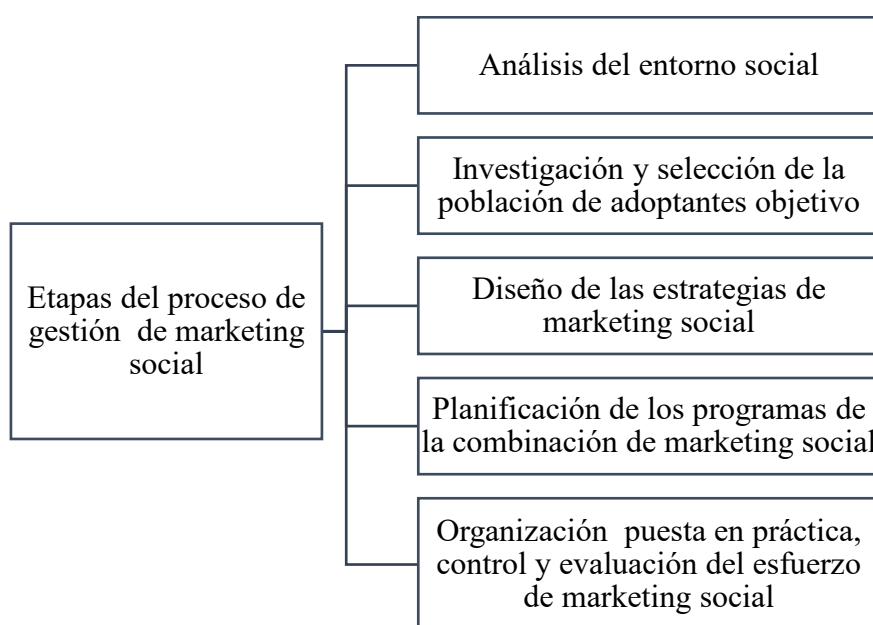 Etapas del proceso de
gestión de marketing
social
Análisis del entorno social
Investigación y selección de la
población de adoptantes objetivo
Diseño de las estrategias de
marketing social
Planificación de los programas de
la combinación de marketing social
Organización puesta en práctica,
control y evaluación del esfuerzo
de marketing social